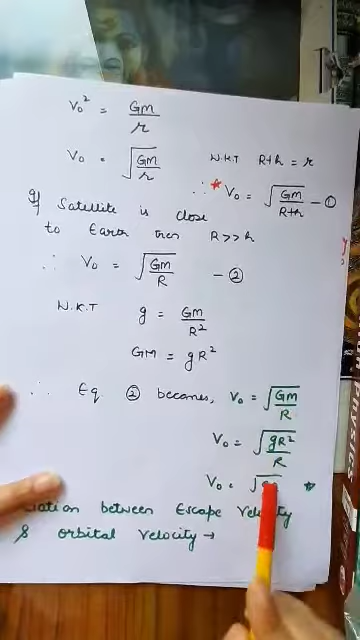 V₀² = GM/r
V₀ = √(GM/r) N.K.T R+h = r
∴ * V₀ = √(GM/(R+h)) – ①
If Satellite is close
to Earth then R>>h
∴ V₀ = √(GM/R) – ②
N.K.T g = GM/R²
GM = gR²
∴ Eq ② becomes, V₀ = √(GM/R)
V₀ = √(gR²/R)
V₀ = √
between Escape Velocity
& orbital velocity →